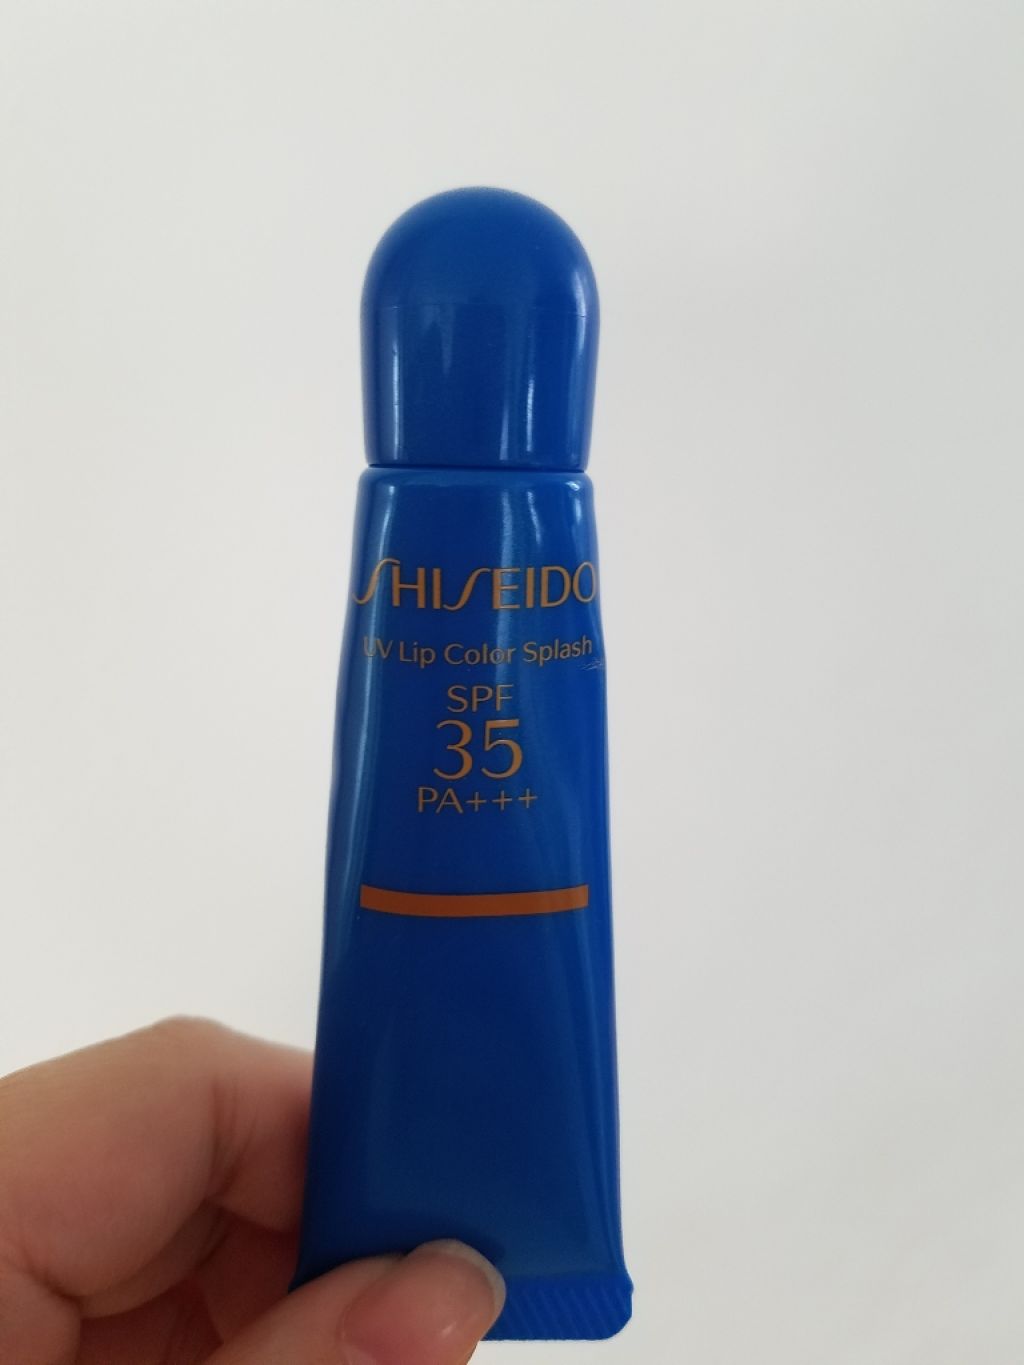 SHISEIDO
UV Lip Color Splash
SPF
35
PA+++